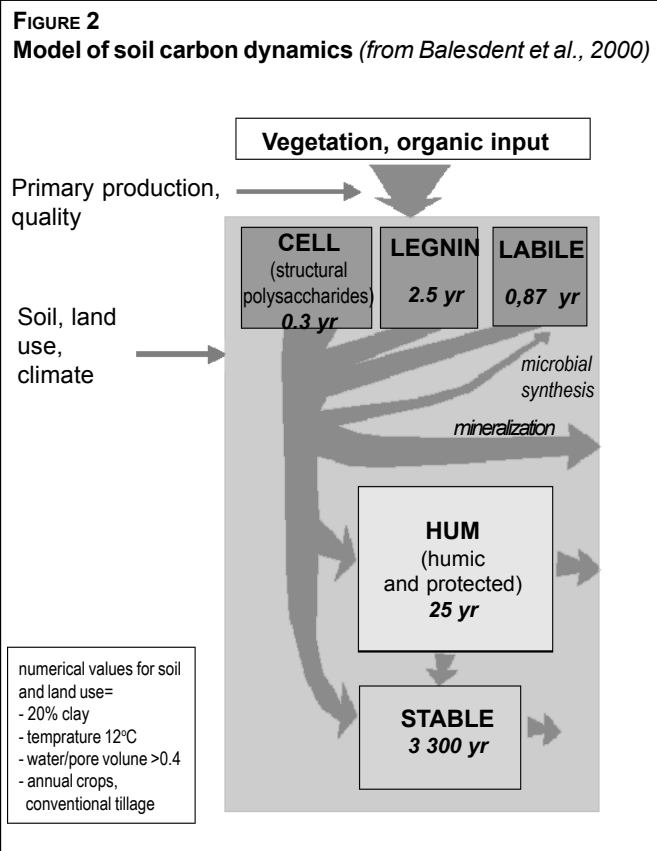 FIGURE 2
Model of soil carbon dynamics (from Balesdent et al., 2000)
Vegetation, organic input
Primary production,
quality
CELL
(structural
polysaccharides)
0.3 yr
LEGNIN
2.5 yr
LABILE
0,87 yr
Soil, land
use,
climate
microbial
synthesis
mineralization
HUM
(humic
and protected)
25 yr
STABLE
3 300 yr
numerical values for soil
and land use=
- 20% clay
- temprature 12°C
- water/pore volune >0.4
- annual crops,
conventional tillage